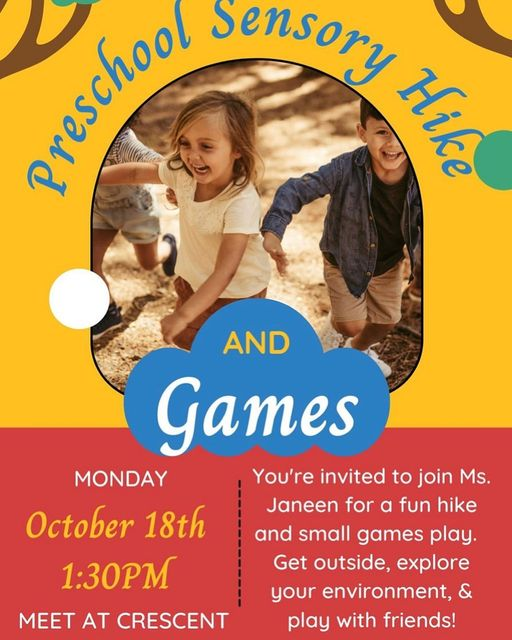 Preschool Sensory Hike
AND
Games
MONDAY
October 18th
1:30PM
MEET AT CRESCENT
You're invited to join Ms.
Janeen for a fun hike
and small games play.
Get outside, explore
your environment, &
play with friends!